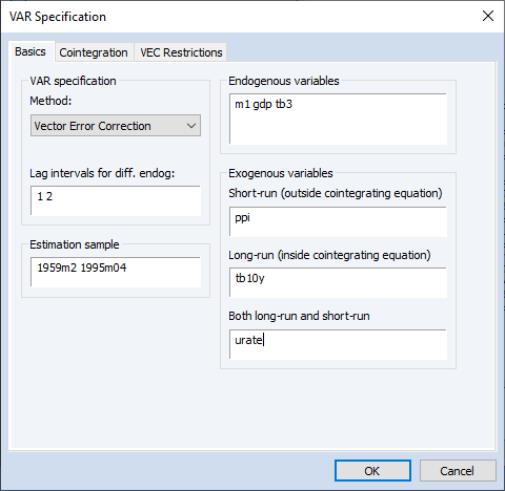 VAR Specification
Basics
Cointegration
VEC Restrictions
VAR specification
Method:
Vector Error Correction
Lag intervals for diff. endog:
1 2
Estimation sample
1959m2 1995m04
Endogenous variables
m1 gdp tb3
Exogenous variables
Short-run (outside cointegrating equation)
ppi
Long-run (inside cointegrating equation)
tb10y
Both long-run and short-run
urate
OK
Cancel